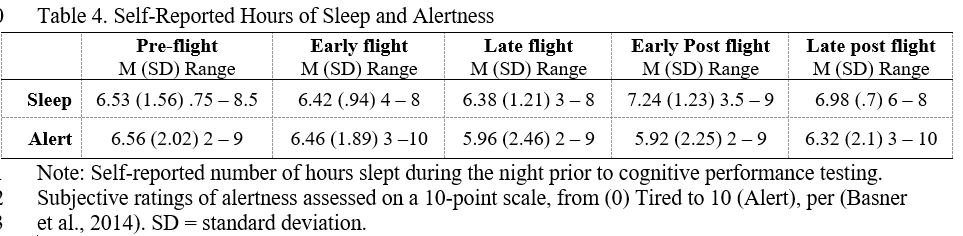 Table 4. Self-Reported Hours of Sleep and Alertness
Pre-flight Early flight Late flight Early Post flight Late post flight
M (SD) Range M (SD) Range M (SD) Range M (SD) Range M (SD) Range
Sleep 6.53 (1.56) .75 – 8.5 6.42 (.94) 4 – 8 6.38 (1.21) 3 – 8 7.24 (1.23) 3.5 – 9 6.98 (.7) 6 – 8
Alert 6.56 (2.02) 2 – 9 6.46 (1.89) 3 –10 5.96 (2.46) 2 – 9 5.92 (2.25) 2 – 9 6.32 (2.1) 3 – 10
Note: Self-reported number of hours slept during the night prior to cognitive performance testing.
Subjective ratings of alertness assessed on a 10-point scale, from (0) Tired to 10 (Alert), per (Basner
et al., 2014). SD = standard deviation.